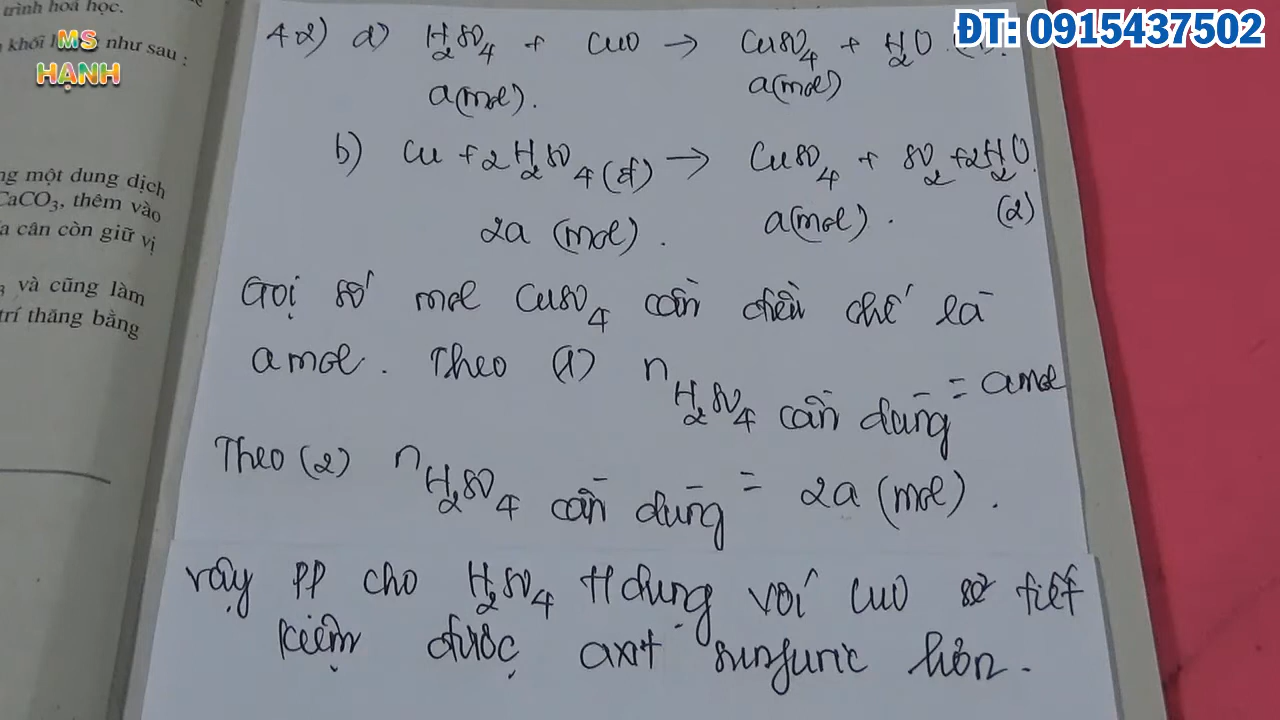 trình hoá học.
khối l như sau :
MS
HẠNH
ĐT: 0915437502
ng một dung dịch
CaCO3, thêm vào
a cân còn giữ vị
3 và cũng làm
trí thăng bằng
42) a) H2SO4 + CuO → CuSO4 + H2O
a(mol). a(mol)
b) Cu + 2H2SO4(đ) → CuSO4 + SO2 + 2H2O.
2a (mol). a(mol). (2)
Gọi số mol CuSO4 cần điều chế là
a mol. Theo (1) nH2SO4 cần dùng = a mol
Theo (2) nH2SO4 cần dùng = 2a (mol).
Vậy PP cho H2SO4 t/dụng với CuO sẽ tiết
kiệm được axit sunfuric hơn.